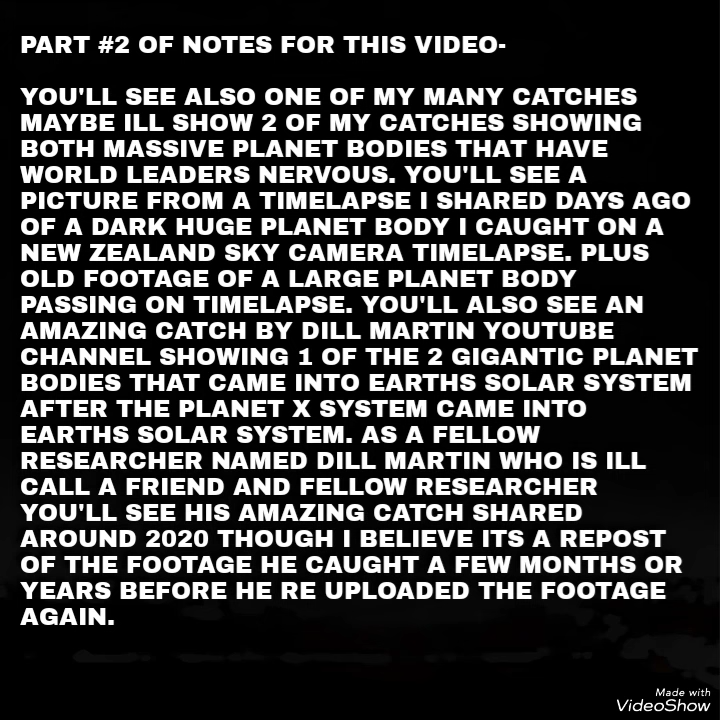 PART #2 OF NOTES FOR THIS VIDEO-
YOU'LL SEE ALSO ONE OF MY MANY CATCHES
MAYBE ILL SHOW 2 OF MY CATCHES SHOWING
BOTH MASSIVE PLANET BODIES THAT HAVE
WORLD LEADERS NERVOUS. YOU'LL SEE A
PICTURE FROM A TIMELAPSE I SHARED DAYS AGO
OF A DARK HUGE PLANET BODY I CAUGHT ON A
NEW ZEALAND SKY CAMERA TIMELAPSE. PLUS
OLD FOOTAGE OF A LARGE PLANET BODY
PASSING ON TIMELAPSE. YOU'LL ALSO SEE AN
AMAZING CATCH BY DILL MARTIN YOUTUBE
CHANNEL SHOWING 1 OF THE 2 GIGANTIC PLANET
BODIES THAT CAME INTO EARTHS SOLAR SYSTEM
AFTER THE PLANET X SYSTEM CAME INTO
EARTHS SOLAR SYSTEM. AS A FELLOW
RESEARCHER NAMED DILL MARTIN WHO IS ILL
CALL A FRIEND AND FELLOW RESEARCHER
YOU'LL SEE HIS AMAZING CATCH SHARED
AROUND 2020 THOUGH I BELIEVE ITS A REPOST
OF THE FOOTAGE HE CAUGHT A FEW MONTHS OR
YEARS BEFORE HE RE UPLOADED THE FOOTAGE
AGAIN.
Made with
VideoShow